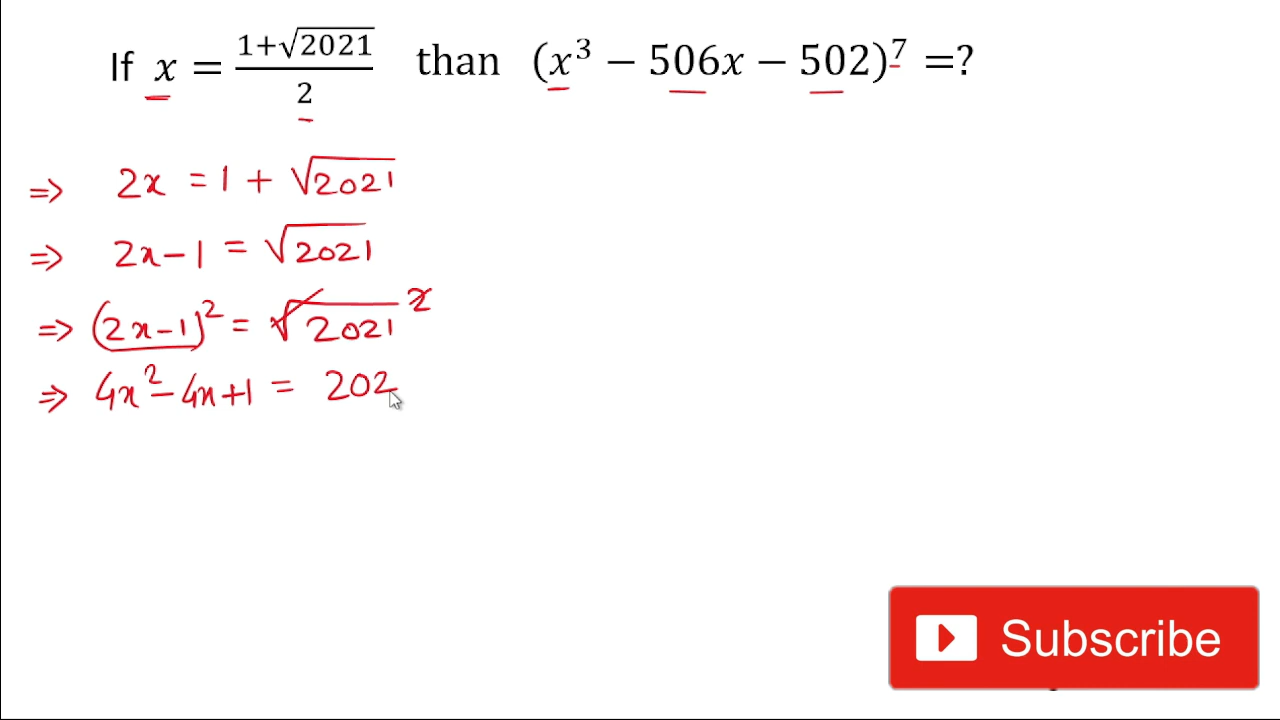 If x = (1+√2021)/2 than (x³ − 506x − 502)⁷ =?
=> 2x = 1 + √2021
=> 2x − 1 = √2021
=> (2x − 1)² = √2021²
=> 4x² − 4x + 1 = 202
Subscribe